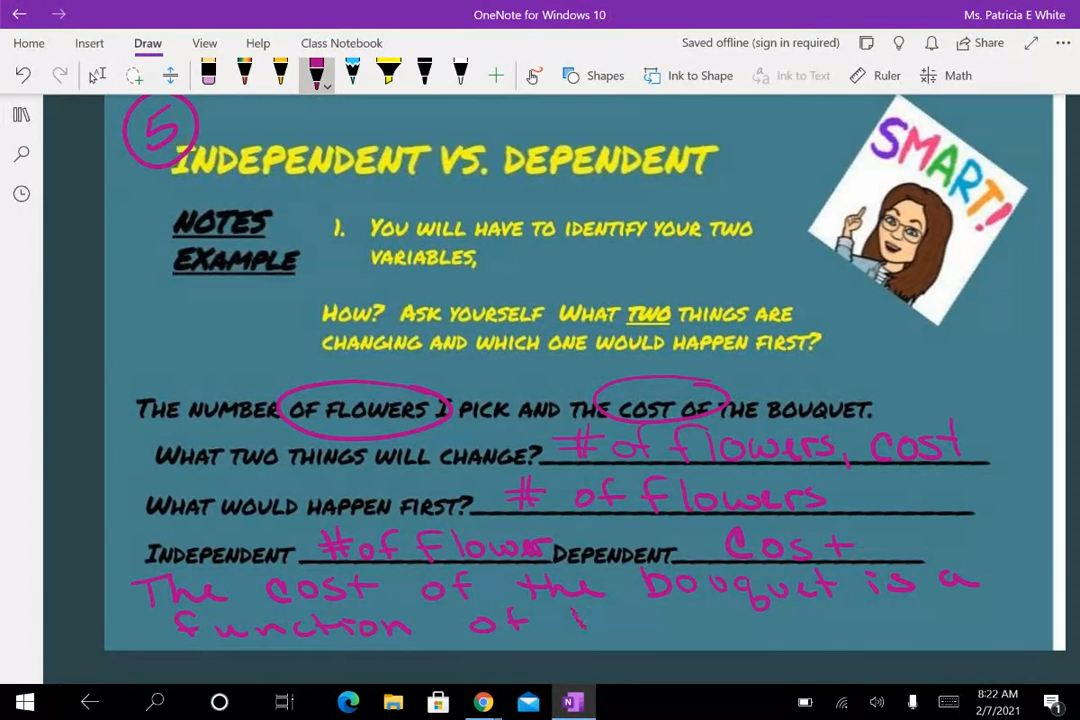 OneNote for Windows 10
Ms. Patricia E White
Home Insert Draw View Help Class Notebook
Saved offline (sign in required) Share
Shapes Ink to Shape Ink to Text Ruler Math
5
SMART!
INDEPENDENT VS. DEPENDENT
NOTES
EXAMPLE
1. YOU WILL HAVE TO IDENTIFY YOUR TWO
VARIABLES,
HOW? ASK YOURSELF WHAT TWO THINGS ARE
CHANGING AND WHICH ONE WOULD HAPPEN FIRST?
THE NUMBER OF FLOWERS I PICK AND THE COST OF THE BOUQUET.
WHAT TWO THINGS WILL CHANGE? # of flowers, cost
WHAT WOULD HAPPEN FIRST? # of flowers
INDEPENDENT # of Flower DEPENDENT Cost
The cost of the bouquet is a
function of
8:22 AM
2/7/2021
1